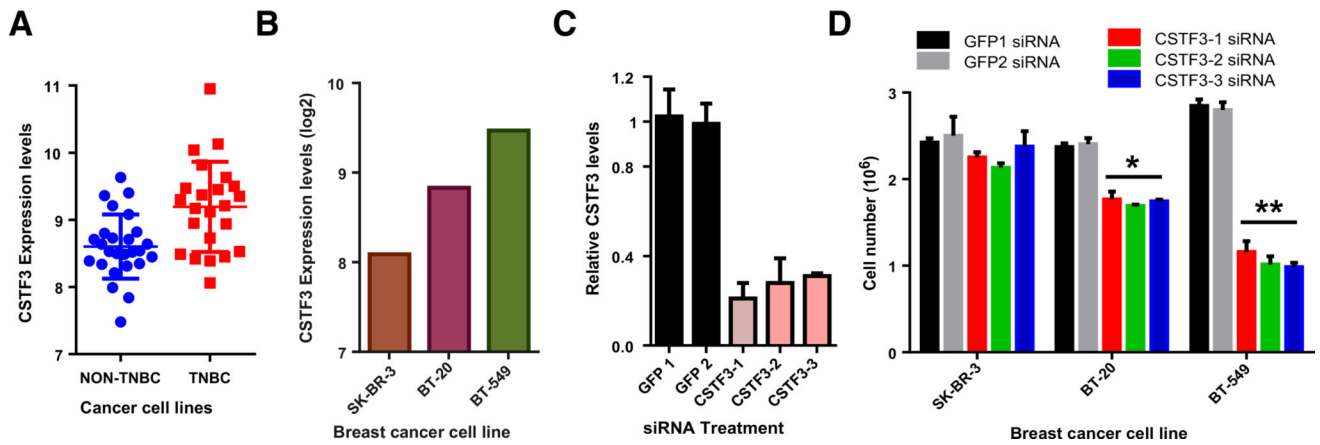 A
CSTF3 Expression levels
11
10
9
8
7
NON-TNBC
TNBC
Cancer cell lines
B
CSTF3 Expression levels (log2)
10
9
8
7
SK-BR-3
BT-20
BT-549
Breast cancer cell line
C
Relative CSTF3 levels
1.2
1
0.4
0.0
GFP 1
GFP 2
CSTF3-1
CSTF3-2
CSTF3-3
siRNA Treatment
D
GFP1 siRNA
GFP2 siRNA
CSTF3-1 siRNA
CSTF3-2 siRNA
CSTF3-3 siRNA
Cell number (10⁶)
3
2
1
0
*
**
SK-BR-3
BT-20
BT-549
Breast cancer cell line